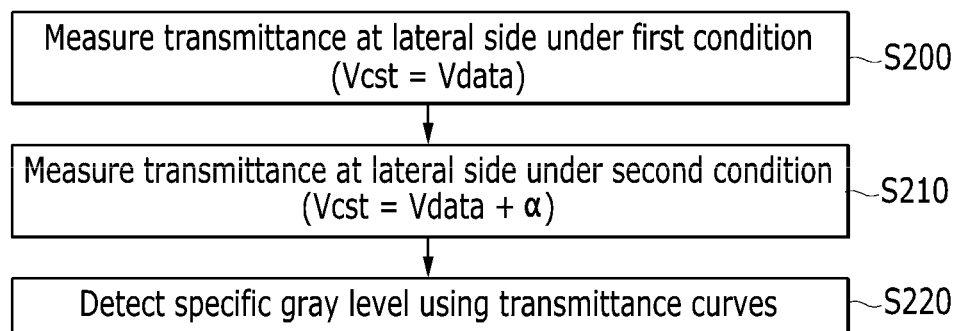 Measure transmittance at lateral side under first condition
(Vcst = Vdata)
S200
Measure transmittance at lateral side under second condition
(Vcst = Vdata + α)
S210
Detect specific gray level using transmittance curves
S220